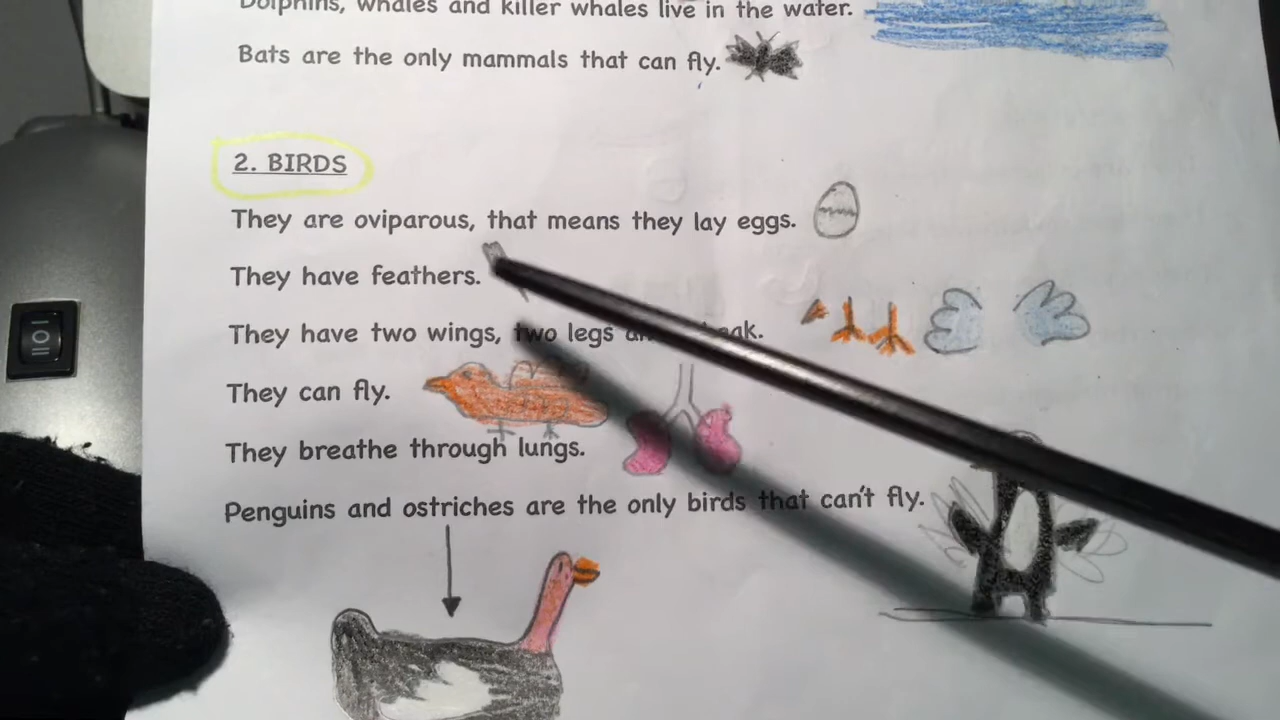 Dolphins, whales and killer whales live in the water.
Bats are the only mammals that can fly.
2. BIRDS
They are oviparous, that means they lay eggs.
They have feathers.
They have two wings, two legs
They can fly.
They breathe through lungs.
Penguins and ostriches are the only birds that can't fly.